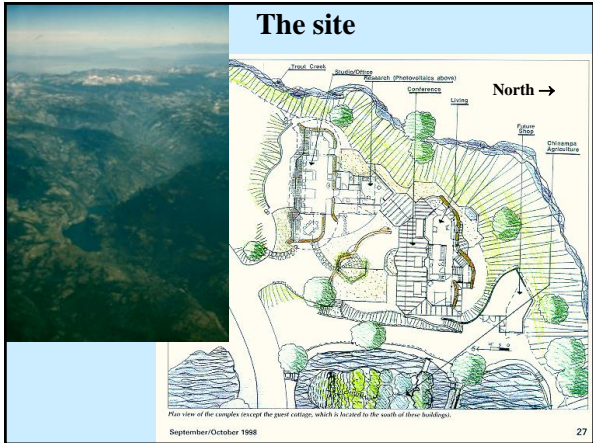 The site
North →
Trout Creek
Studio/Office
Research (Photovoltaics above)
Conference
Living
Future
Shop
Chinampa
Agriculture
Plan view of the complex (except the guest cottage, which is located to the south of these buildings).
September/October 1998
27